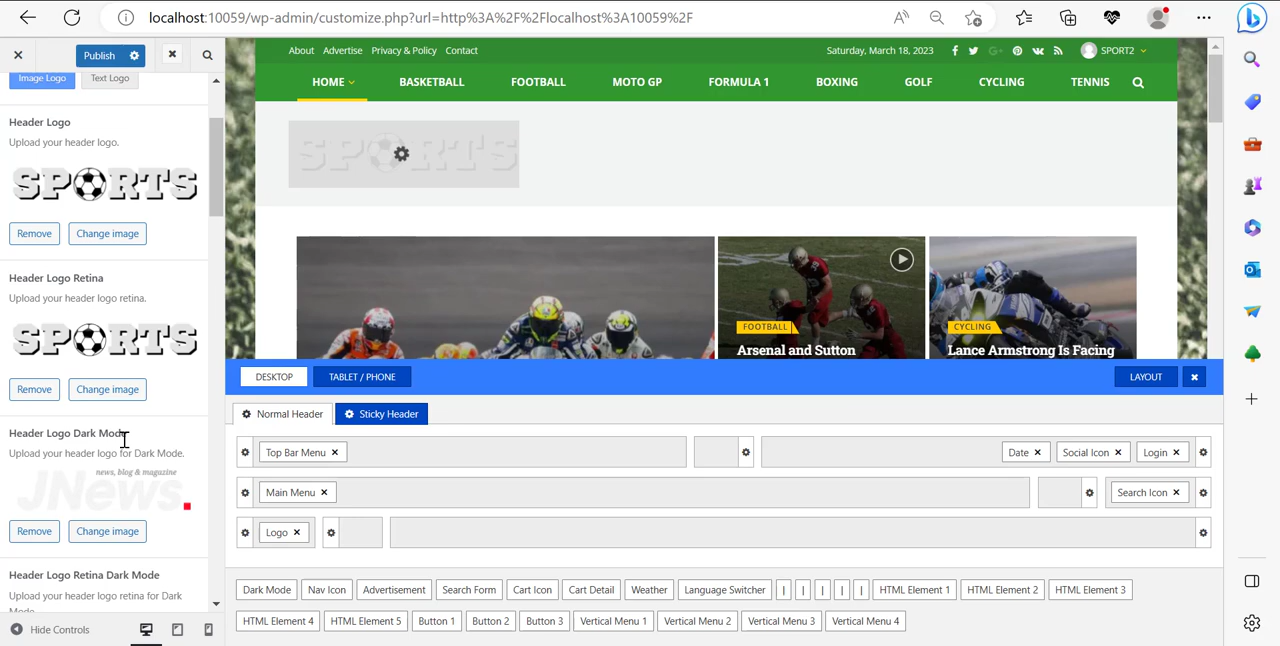 localhost:10059/wp-admin/customize.php?url=http%3A%2F%2Flocalhost%3A10059%2F
Publish
Image Logo Text Logo
Header Logo
Upload your header logo.
SPORTS
Remove Change image
Header Logo Retina
Upload your header logo retina.
SPORTS
Remove Change image
Header Logo Dark Mode
Upload your header logo for Dark Mode.
news, blog & magazine
JNews
Remove Change image
Header Logo Retina Dark Mode
Upload your header logo retina for Dark
Mode.
Hide Controls
About Advertise Privacy & Policy Contact
Saturday, March 18, 2023
SPORT2
HOME BASKETBALL FOOTBALL MOTO GP FORMULA 1 BOXING GOLF CYCLING TENNIS
SPORTS
FOOTBALL
Arsenal and Sutton
CYCLING
Lance Armstrong Is Facing
DESKTOP TABLET / PHONE LAYOUT
Normal Header Sticky Header
Top Bar Menu Date Social Icon Login
Main Menu Search Icon
Logo
Dark Mode Nav Icon Advertisement Search Form Cart Icon Cart Detail Weather Language Switcher | | | | | HTML Element 1 HTML Element 2 HTML Element 3
HTML Element 4 HTML Element 5 Button 1 Button 2 Button 3 Vertical Menu 1 Vertical Menu 2 Vertical Menu 3 Vertical Menu 4